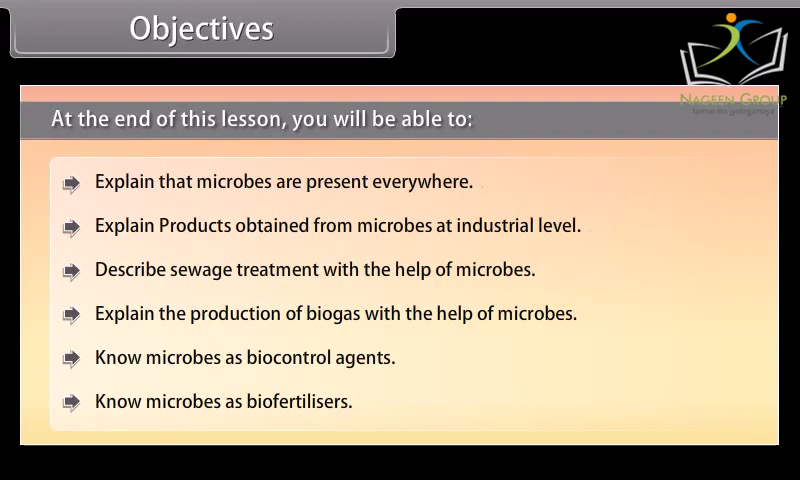 Objectives
NAGEEN GROUP
At the end of this lesson, you will be able to:
Explain that microbes are present everywhere.
Explain Products obtained from microbes at industrial level.
Describe sewage treatment with the help of microbes.
Explain the production of biogas with the help of microbes.
Know microbes as biocontrol agents.
Know microbes as biofertilisers.